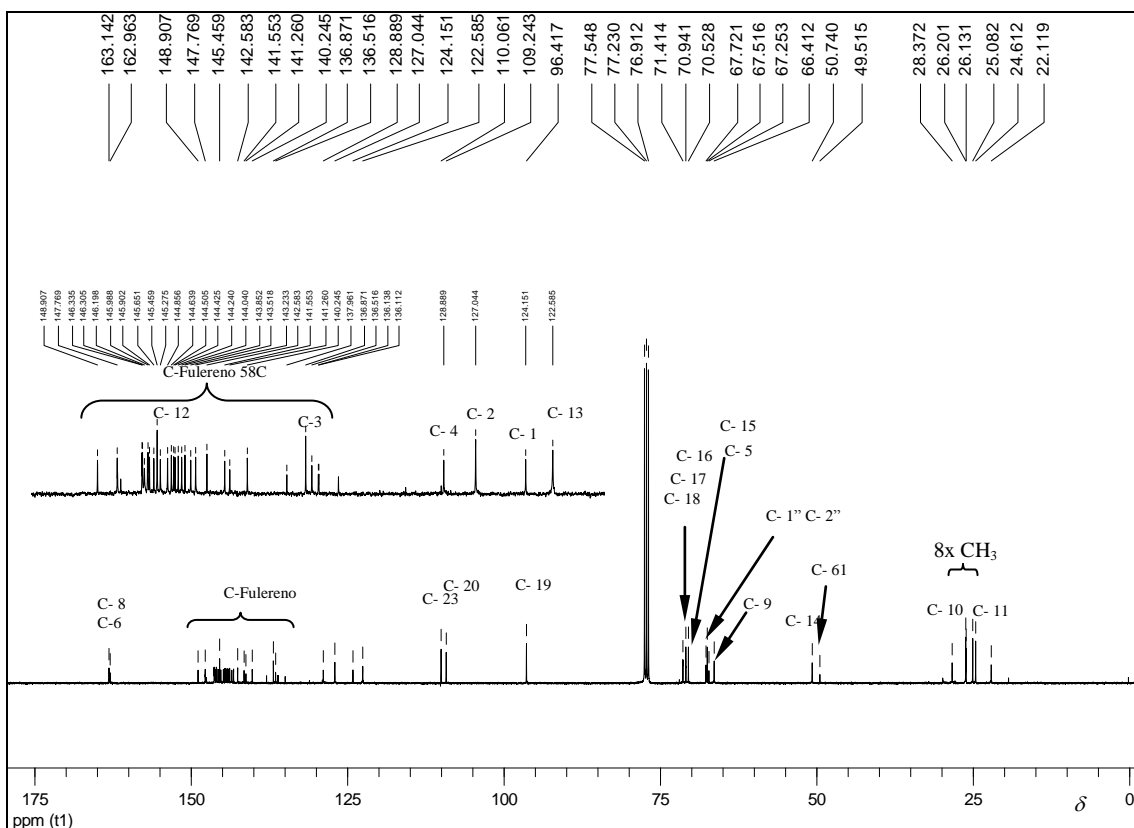 163.142 162.963 148.907 147.769 145.459 142.583 141.553 141.260 140.245 136.871 136.516 128.889 127.044 124.151 122.585 110.061 109.243 96.417 77.548 77.230 76.912 71.414 70.941 70.528 67.721 67.516 67.253 66.412 50.740 49.515 28.372 26.201 26.131 25.082 24.612 22.119
148.907 147.769 146.335 146.305 146.198 145.988 145.902 145.651 145.459 145.275 144.856 144.639 144.505 144.425 144.240 144.040 143.852 143.518 143.233 142.583 141.553 141.260 140.245 137.961 136.871 136.516 136.138 136.112 128.889 127.044 124.151 122.585
C-Fulereno 58C
C- 12
C-3
C- 4
C- 2
C- 1
C- 13
C- 15
C- 5
C- 16
C- 17
C- 18
C- 1” C- 2”
8x CH3
C- 61
C- 8
C-6
C-Fulereno
C- 20
C- 23
C- 19
C- 9
C- 14
C- 10
C- 11
175 150 125 100 75 50 25 0
ppm (t1)
δ